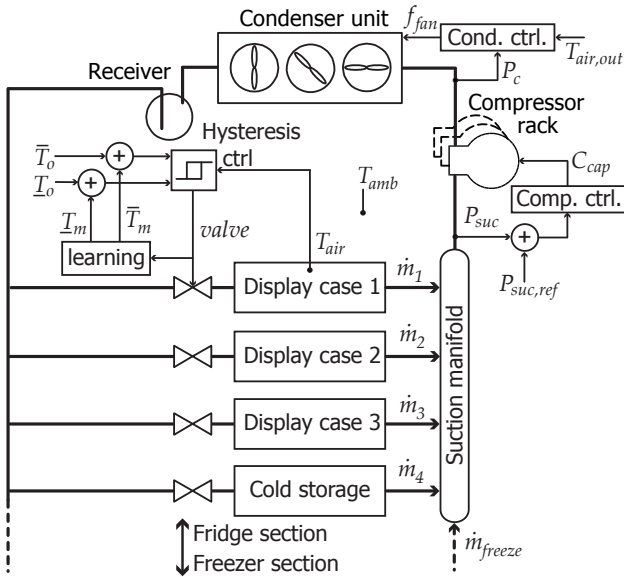 Condenser unit
f_fan
Cond. ctrl.
T_air,out
P_c
Receiver
Compressor
rack
Hysteresis
ctrl
T̅_o
T̲_o
T̲_m
T̅_m
learning
valve
T_amb
T_air
C_cap
Comp. ctrl.
P_suc
P_suc,ref
Display case 1
ṁ_1
Display case 2
ṁ_2
Display case 3
ṁ_3
Cold storage
ṁ_4
Suction manifold
Fridge section
Freezer section
ṁ_freeze